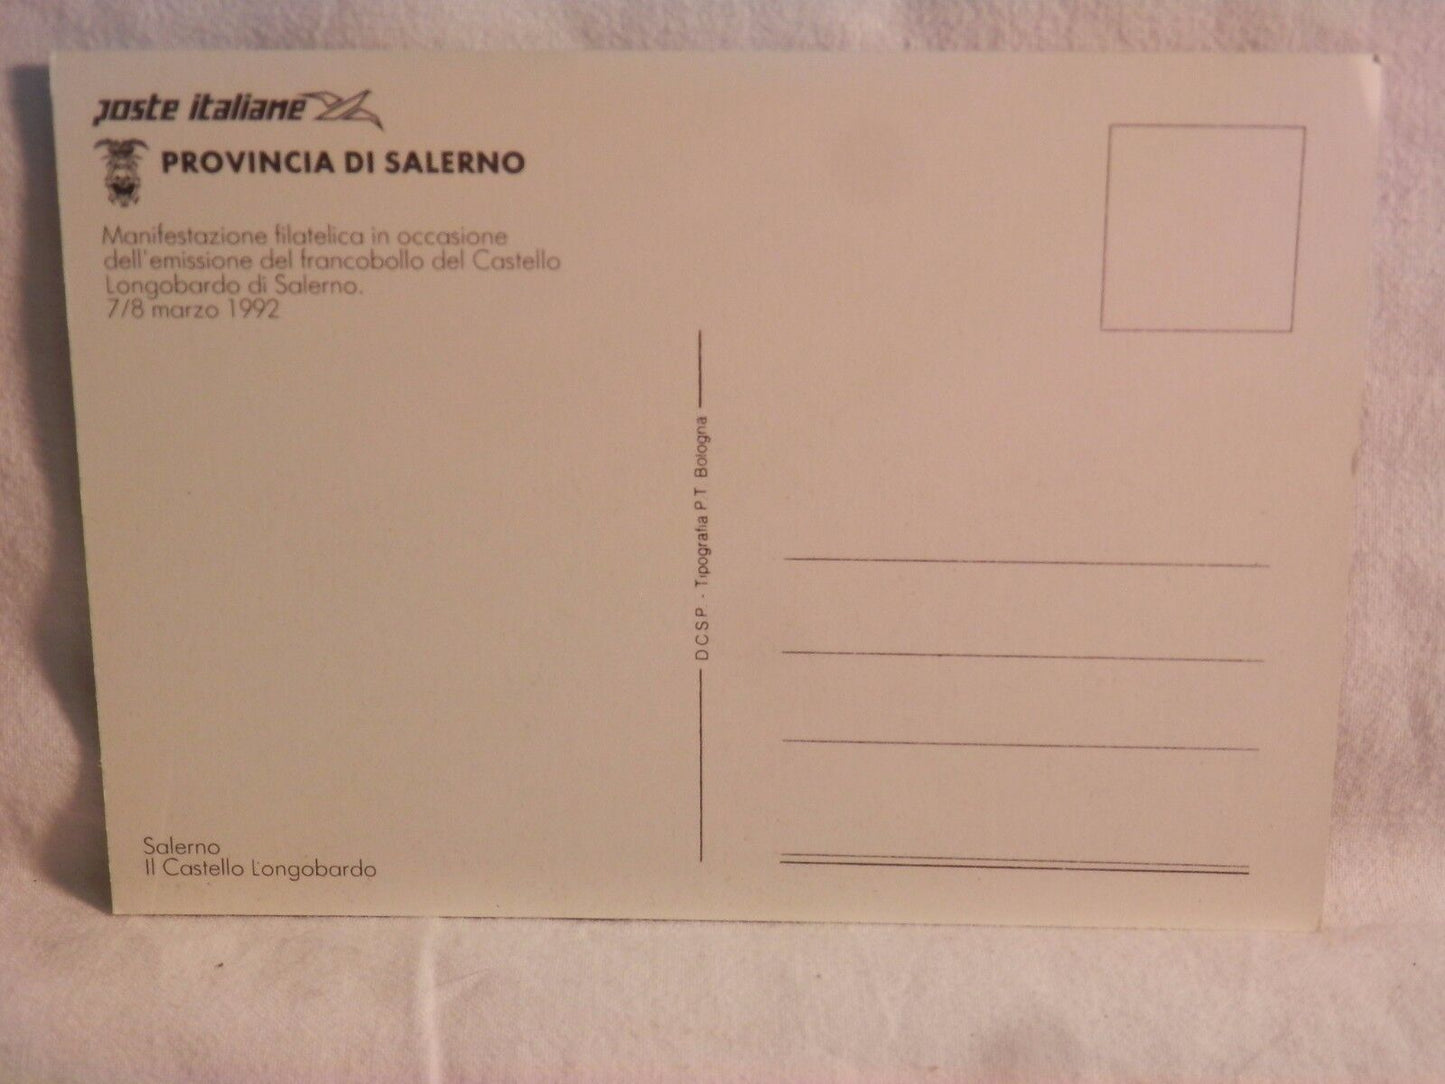 poste italiane
PROVINCIA DI SALERNO
Manifestazione filatelica in occasione
dell'emissione del francobollo del Castello
Longobardo di Salerno.
7/8 marzo 1992
D.C.S.P. - Tipografia P.T. Bologna
Salerno
Il Castello Longobardo